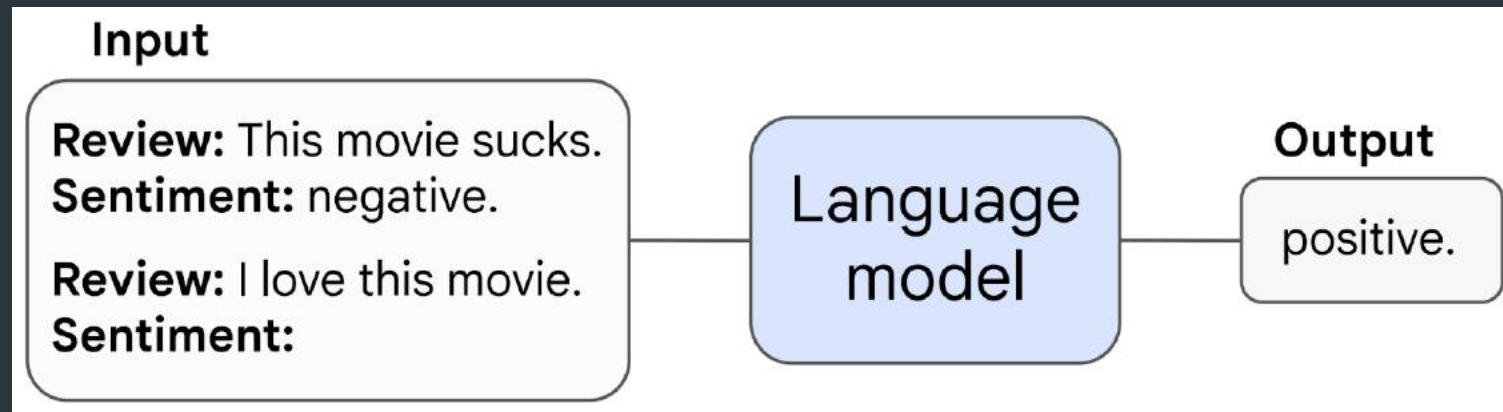 Input
Review: This movie sucks.
Sentiment: negative.
Review: I love this movie.
Sentiment:
Language
model
Output
positive.